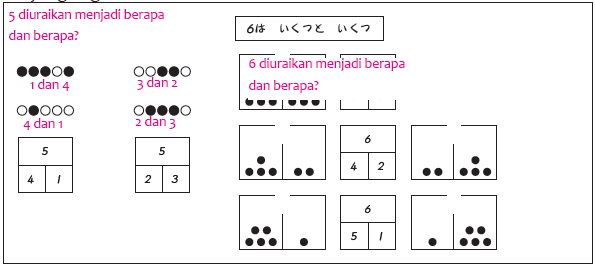 5 diuraikan menjadi berapa
dan berapa?
1 dan 4
3 dan 2
4 dan 1
2 dan 3
5
4 1
5
2 3
6は いくつと いくつ
6 diuraikan menjadi berapa
dan berapa?
6
4 2
6
5 1